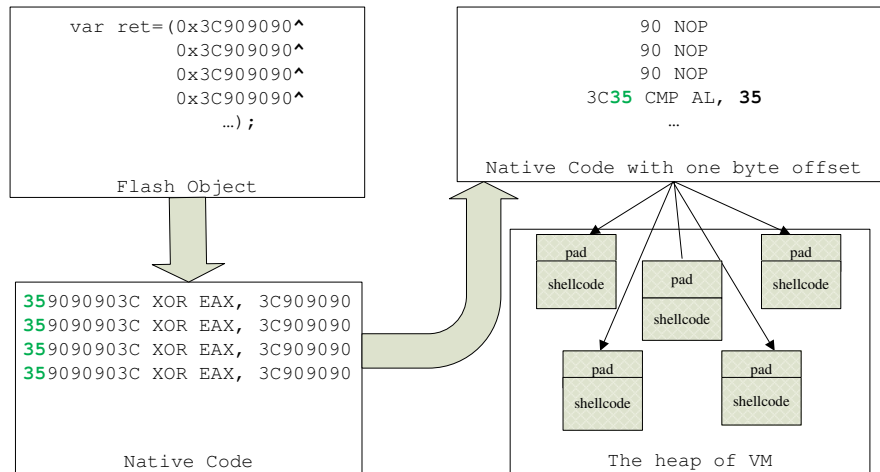 var ret=(0x3C909090^
0x3C909090^
0x3C909090^
0x3C909090^
…);
Flash Object
90 NOP
90 NOP
90 NOP
3C35 CMP AL, 35
…
Native Code with one byte offset
359090903C XOR EAX, 3C909090
359090903C XOR EAX, 3C909090
359090903C XOR EAX, 3C909090
359090903C XOR EAX, 3C909090
Native Code
pad
shellcode
pad
shellcode
pad
shellcode
pad
shellcode
pad
shellcode
The heap of VM